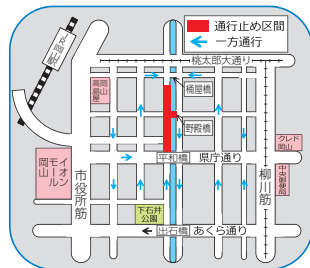 通行止め区間
一方通行
JR岡山駅
桃太郎大通り
高島屋
岡山
桶屋橋
野殿橋
クレド
岡山
平和橋
県庁通り
イオン
モール
岡山
市役所筋
柳川筋
中央郵便局
下石井
公園
出石橋
あくら通り